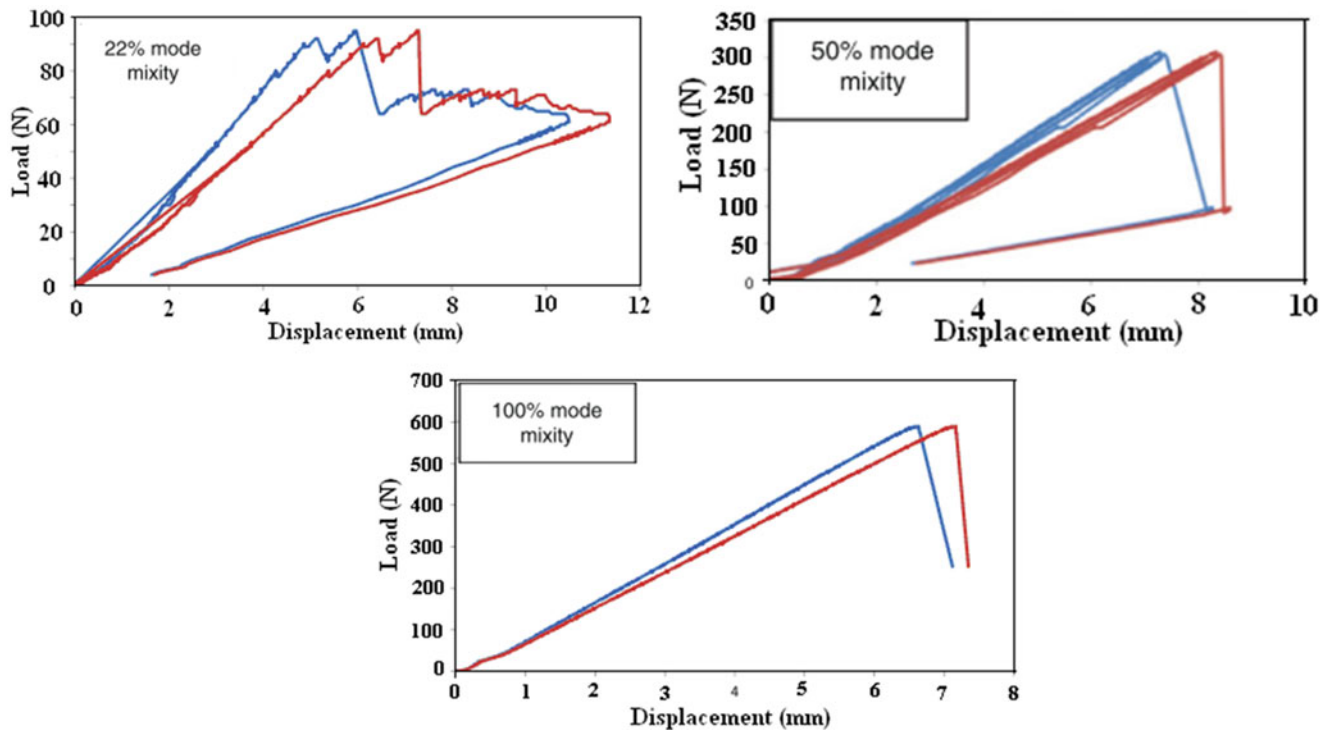 100
80
60
40
20
0
Load (N)
22% mode
mixity
0 2 4 6 8 10 12
Displacement (mm)
350
300
250
200
150
100
50
0
Load (N)
50% mode
mixity
0 2 4 6 8 10
Displacement (mm)
700
600
500
400
300
200
100
0
Load (N)
100% mode
mixity
0 1 2 3 4 5 6 7 8
Displacement (mm)